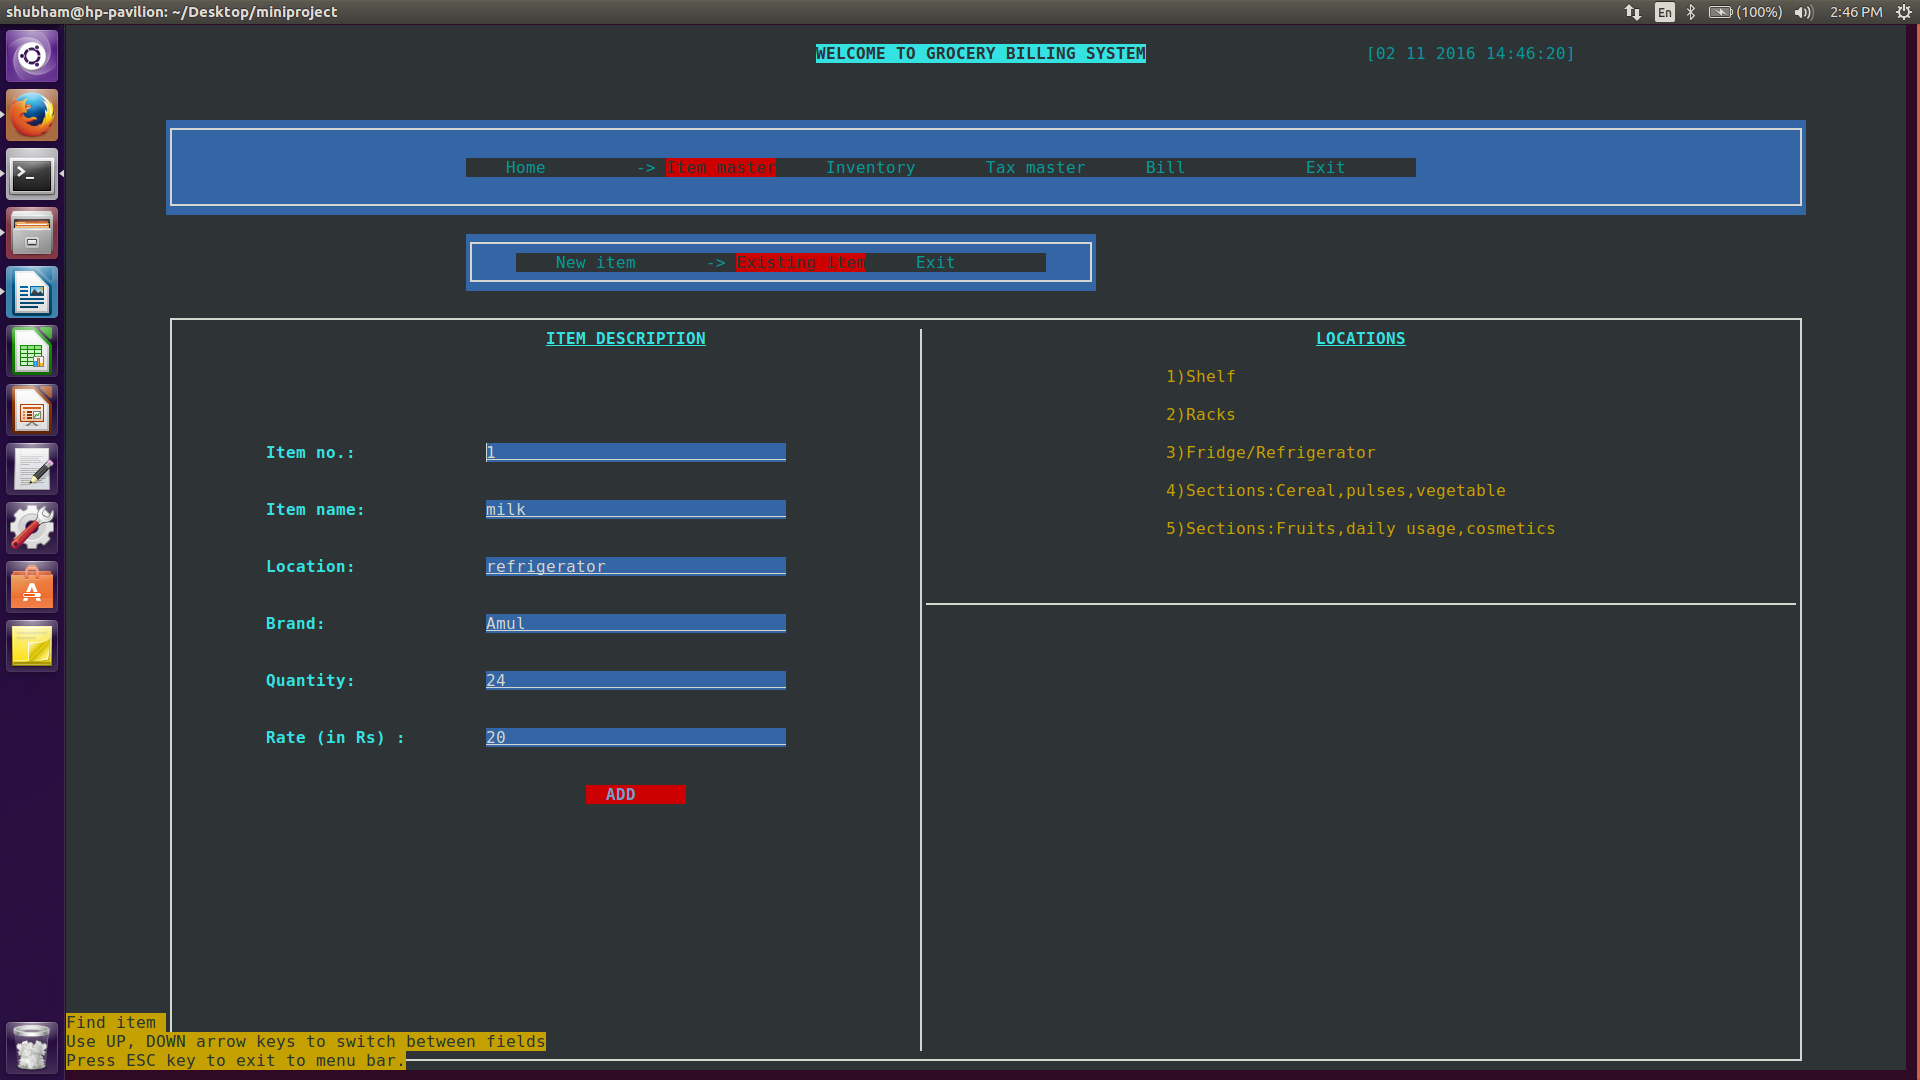 shubham@hp-pavilion: ~/Desktop/miniproject En (100%) 2:46 PM
WELCOME TO GROCERY BILLING SYSTEM [02 11 2016 14:46:20]
Home -> Item master Inventory Tax master Bill Exit
New item -> Existing item Exit
ITEM DESCRIPTION
Item no.: 1
Item name: milk
Location: refrigerator
Brand: Amul
Quantity: 24
Rate (in Rs) : 20
ADD
LOCATIONS
1)Shelf
2)Racks
3)Fridge/Refrigerator
4)Sections:Cereal,pulses,vegetable
5)Sections:Fruits,daily usage,cosmetics
Find item
Use UP, DOWN arrow keys to switch between fields
Press ESC key to exit to menu bar.